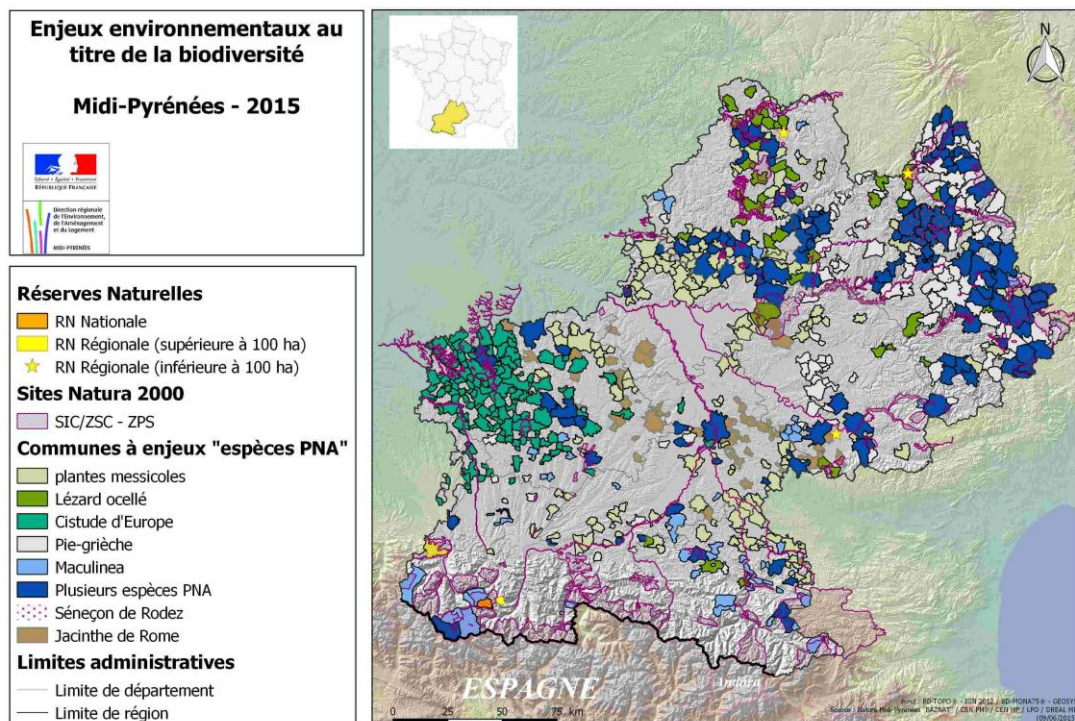 Enjeux environnementaux au
titre de la biodiversité
Midi-Pyrénées - 2015
Liberté • Égalité • Fraternité
RÉPUBLIQUE FRANÇAISE
Direction régionale
de l'Environnement,
de l'Aménagement
et du Logement
MIDI-PYRÉNÉES
Réserves Naturelles
RN Nationale
RN Régionale (supérieure à 100 ha)
RN Régionale (inférieure à 100 ha)
Sites Natura 2000
SIC/ZSC - ZPS
Communes à enjeux "espèces PNA"
plantes messicoles
Lézard ocellé
Cistude d'Europe
Pie-grièche
Maculinea
Plusieurs espèces PNA
Séneçon de Rodez
Jacinthe de Rome
Limites administratives
Limite de département
Limite de région
N
ESPAGNE
Andorra
0 25 50 75 km